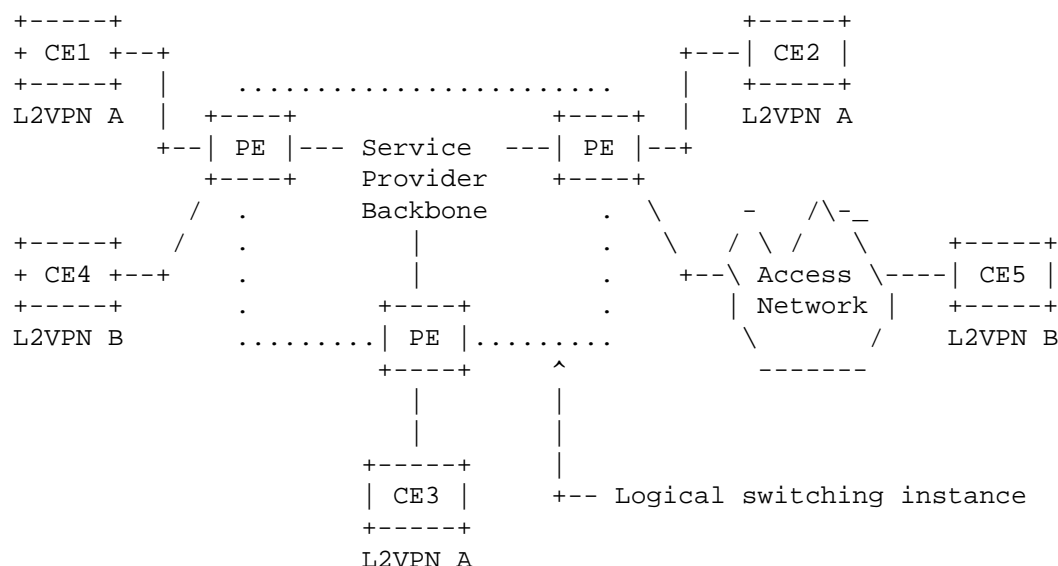 CE1 CE2
L2VPN A L2VPN A
PE Service PE
Provider
Backbone
CE4 Access CE5
Network
L2VPN B PE L2VPN B
CE3 Logical switching instance
L2VPN A